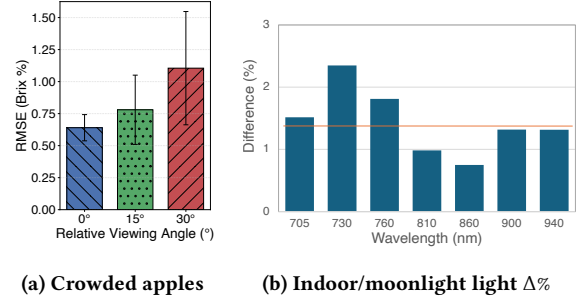 1.50
1.25
1.00
0.75
0.50
0.25
0.00
RMSE (Brix %)
0° 15° 30°
Relative Viewing Angle (°)
(a) Crowded apples
3
2
1
0
Difference (%)
705 730 760 810 860 900 940
Wavelength (nm)
(b) Indoor/moonlight light Δ%